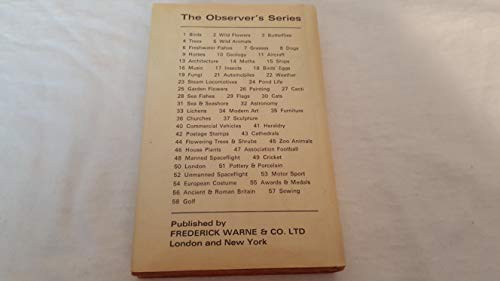 The Observer's Series
1 Birds 2 Wild Flowers 3 Butterflies
4 Trees 5 Wild Animals
6 Freshwater Fishes 7 Grasses 8 Dogs
9 Horses 10 Geology 11 Aircraft
13 Architecture 14 Moths 15 Ships
16 Music 17 Insects 18 Birds' Eggs
19 Fungi 21 Automobiles 22 Weather
23 Steam Locomotives 24 Pond Life
25 Garden Flowers 26 Painting 27 Cacti
28 Sea Fishes 29 Flags 30 Cats
31 Sea & Seashore 32 Astronomy
33 Lichens 34 Modern Art 35 Furniture
36 Churches 37 Sculpture
40 Commercial Vehicles 41 Heraldry
42 Postage Stamps 43 Cathedrals
44 Flowering Trees & Shrubs 45 Zoo Animals
46 House Plants 47 Association Football
48 Manned Spaceflight 49 Cricket
50 London 51 Pottery & Porcelain
52 Unmanned Spaceflight 53 Motor Sport
54 European Costume 55 Awards & Medals
56 Ancient & Roman Britain 57 Sewing
58 Golf
Published by
FREDERICK WARNE & CO. LTD
London and New York